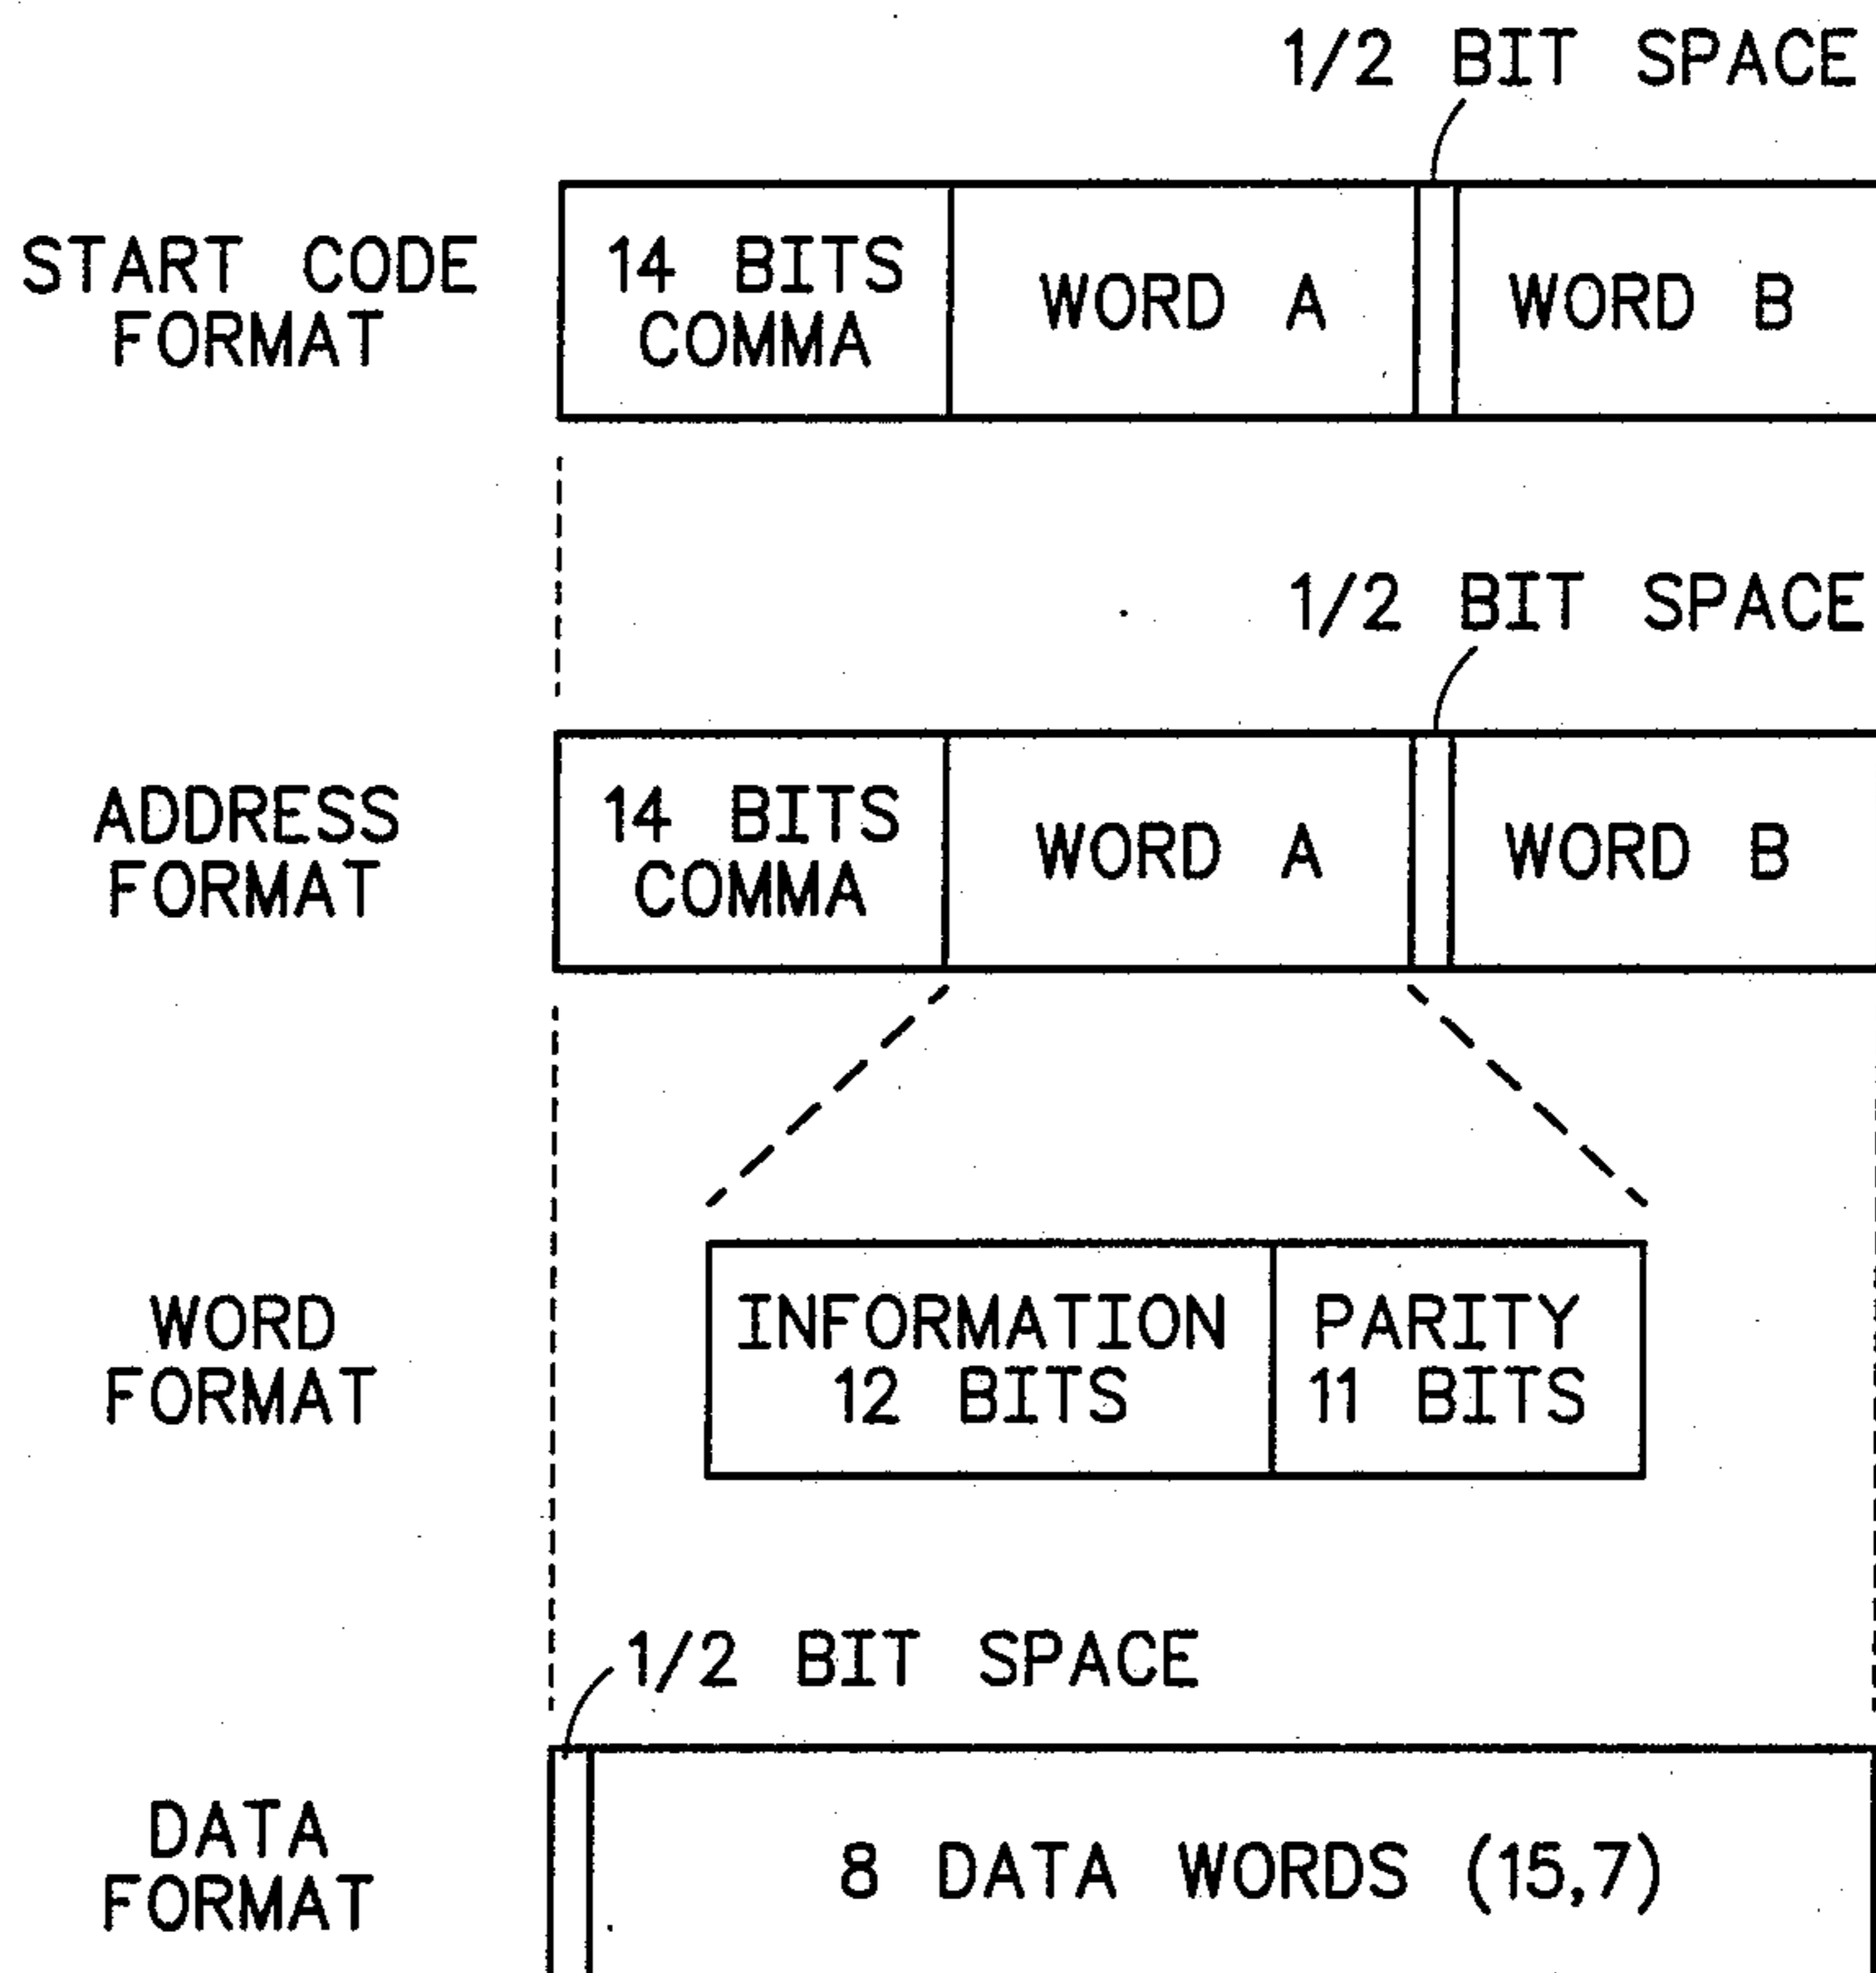 1/2 BIT SPACE
START CODE
FORMAT
14 BITS
COMMA
WORD A
WORD B
1/2 BIT SPACE
ADDRESS
FORMAT
14 BITS
COMMA
WORD A
WORD B
WORD
FORMAT
INFORMATION
12 BITS
PARITY
11 BITS
1/2 BIT SPACE
DATA
FORMAT
8 DATA WORDS (15,7)